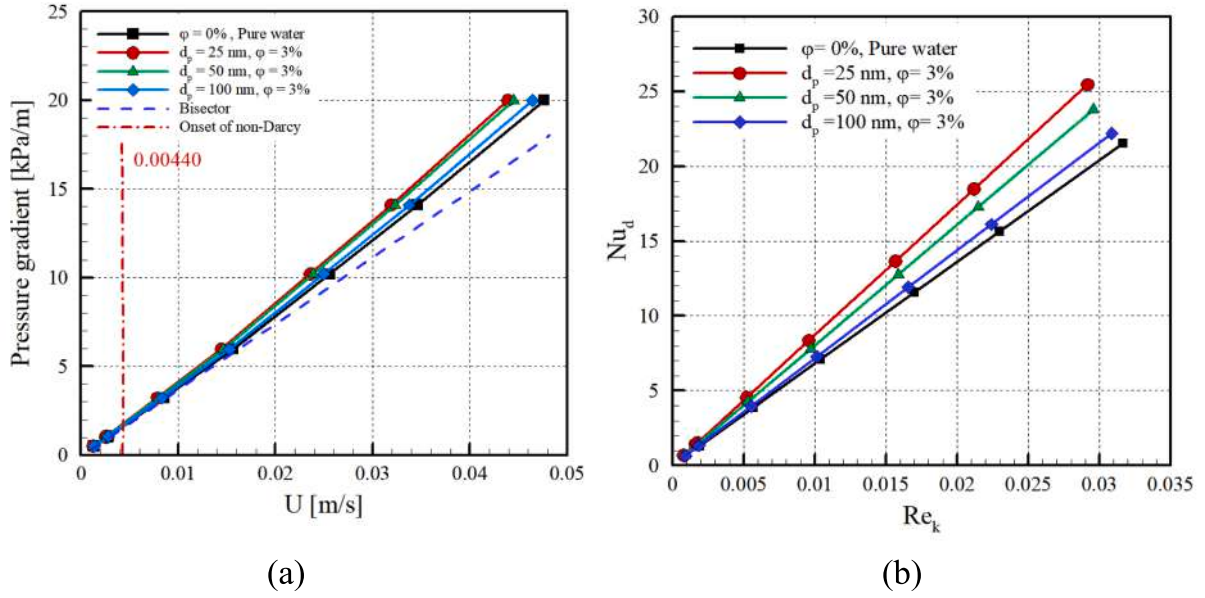 25
20
15
10
5
0
Pressure gradient [kPa/m]
φ = 0% , Pure water
d_p = 25 nm, φ = 3%
d_p = 50 nm, φ = 3%
d_p = 100 nm, φ = 3%
Bisector
Onset of non-Darcy
0.00440
0 0.01 0.02 0.03 0.04 0.05
U [m/s]
(a)
30
25
20
15
10
5
0
Nu_d
φ= 0%, Pure water
d_p =25 nm, φ= 3%
d_p =50 nm, φ= 3%
d_p =100 nm, φ= 3%
0 0.005 0.01 0.015 0.02 0.025 0.03 0.035
Re_k
(b)